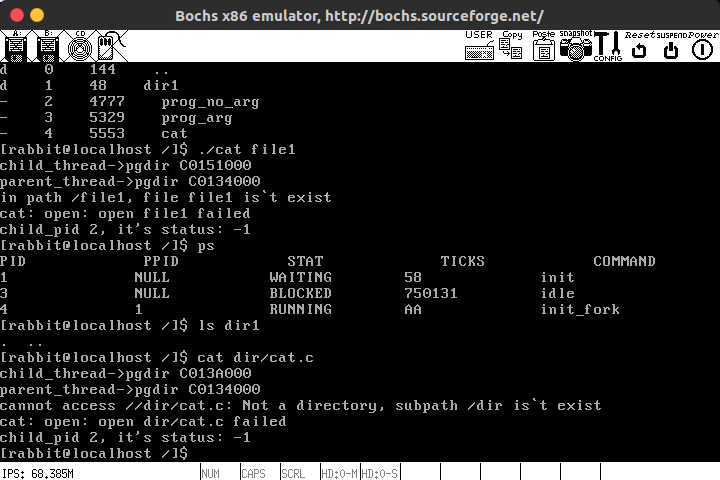 Bochs x86 emulator, http://bochs.sourceforge.net/
A: B: CD USER Copy Paste Snapshot CONFIG Reset SUSPEND Power
d 0 144 ..
d 1 48 dir1
- 2 4777 prog_no_arg
- 3 5329 prog_arg
- 4 5553 cat
[rabbit@localhost /]$ ./cat file1
child_thread->pgdir C0151000
parent_thread->pgdir C0134000
in path /file1, file file1 is`t exist
cat: open: open file1 failed
child_pid 2, it's status: -1
[rabbit@localhost /]$ ps
PID PPID STAT TICKS COMMAND
1 NULL WAITING 58 init
3 NULL BLOCKED 750131 idle
4 1 RUNNING AA init_fork
[rabbit@localhost /]$ ls dir1
. ..
[rabbit@localhost /]$ cat dir/cat.c
child_thread->pgdir C013A000
parent_thread->pgdir C0134000
cannot access //dir/cat.c: Not a directory, subpath /dir is`t exist
cat: open: open dir/cat.c failed
child_pid 2, it's status: -1
[rabbit@localhost /]$
IPS: 68.385M NUM CAPS SCRL HD:0-M HD:0-S